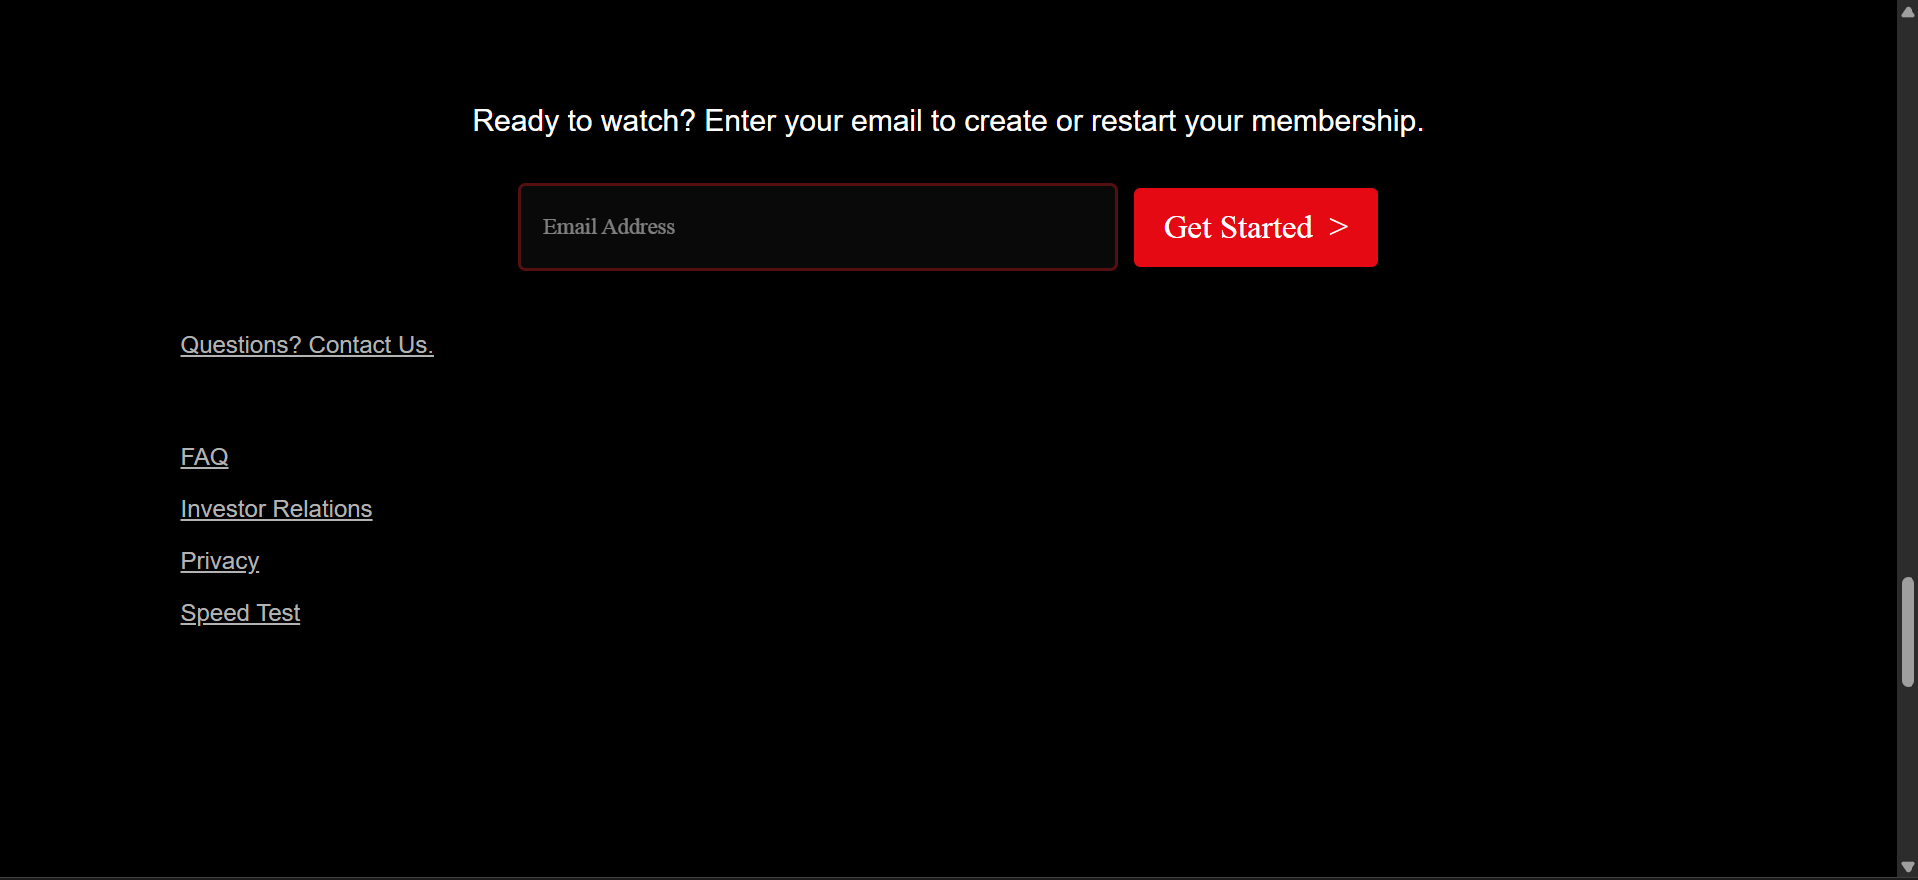 Ready to watch? Enter your email to create or restart your membership.
Email Address
Get Started >
Questions? Contact Us.
FAQ
Investor Relations
Privacy
Speed Test